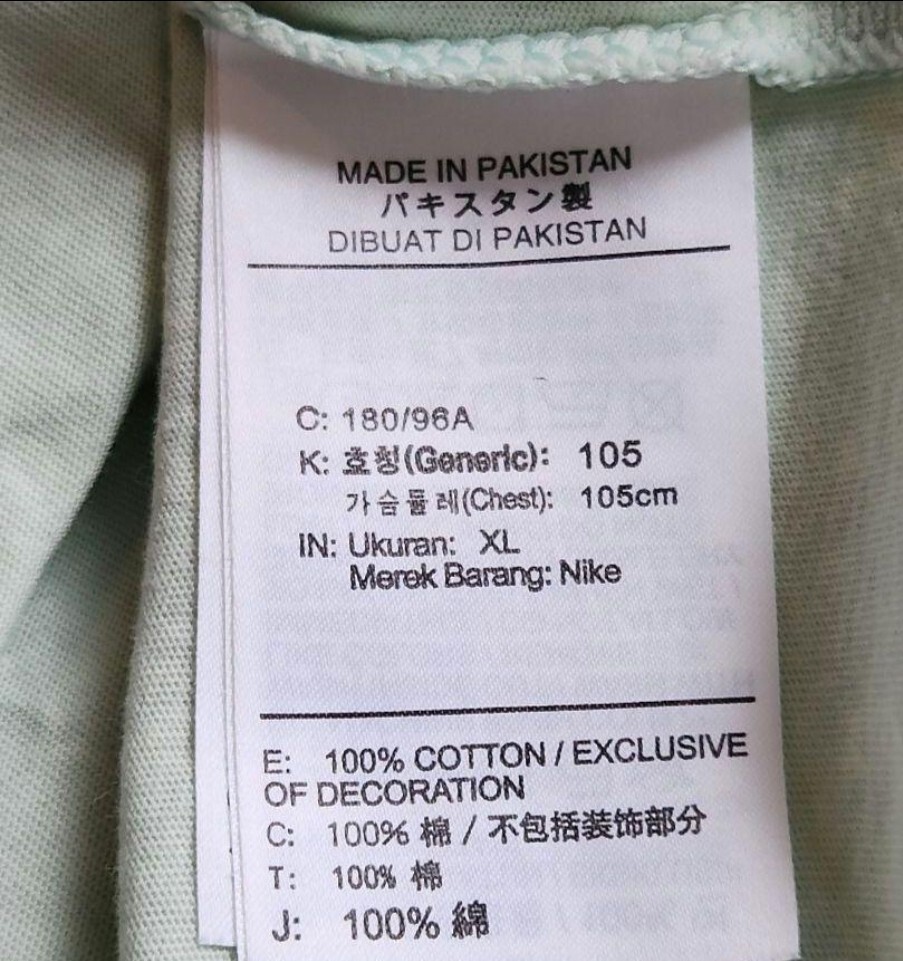 MADE IN PAKISTAN
パキスタン製
DIBUAT DI PAKISTAN
C: 180/96A
K: 호칭(Generic): 105
가슴둘레(Chest): 105cm
IN: Ukuran: XL
Merek Barang: Nike
E: 100% COTTON / EXCLUSIVE
OF DECORATION
C: 100% 棉 / 不包括装饰部分
T: 100% 棉
J: 100% 綿